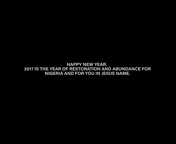 HAPPY NEW YEAR.
2017 IS THE YEAR OF RESTORATION AND ABUNDANCE FOR
NIGERIA AND FOR YOU IN JESUS NAME.